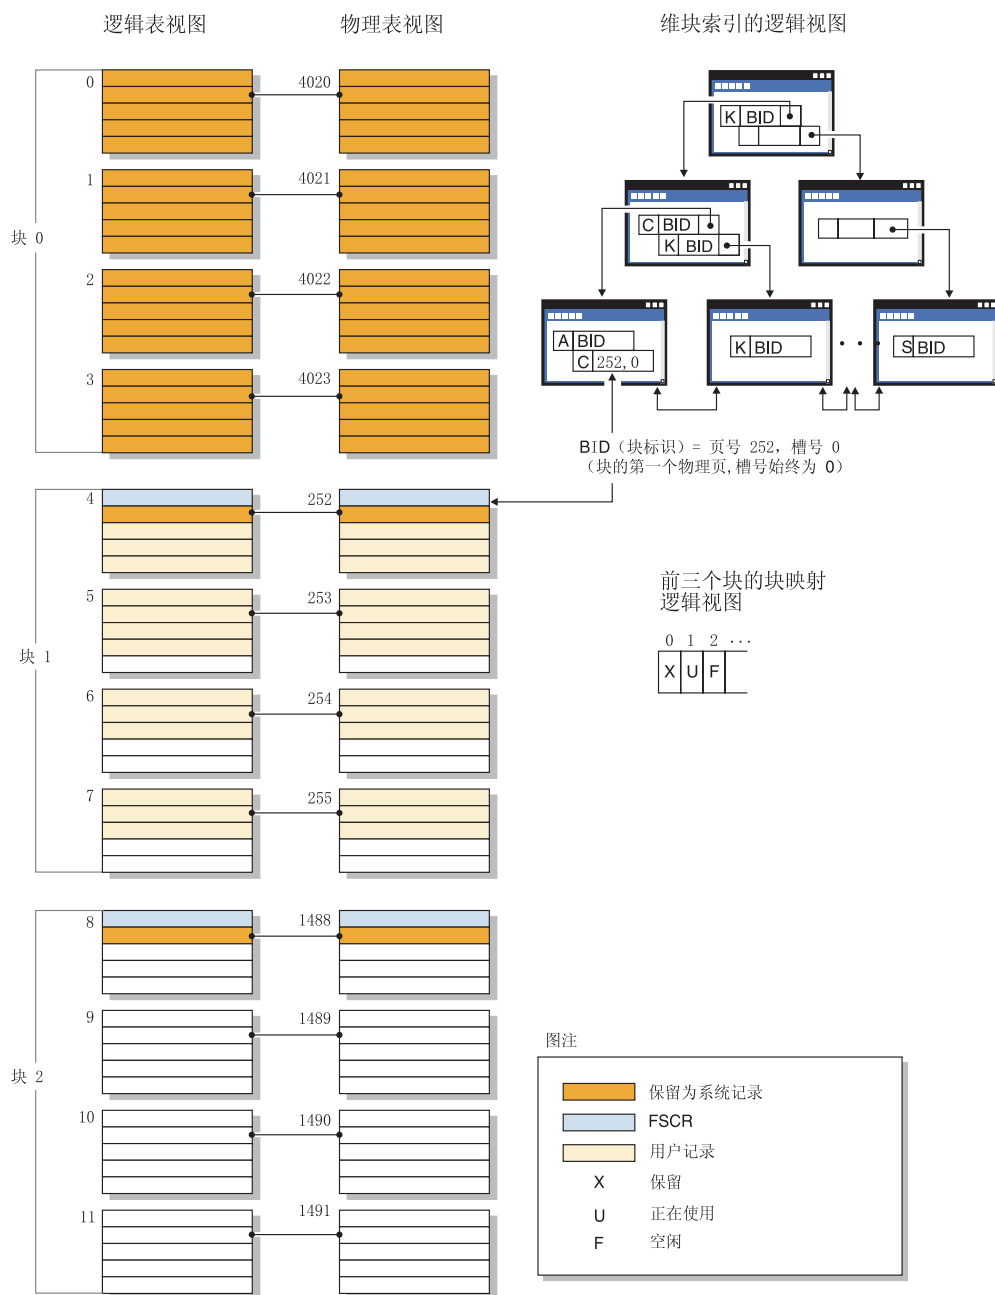 逻辑表视图
物理表视图
维块索引的逻辑视图
块 0
0
4020
1
4021
2
4022
3
4023
K BID
C BID
K BID
A BID
C 252,0
K BID
S BID
BID（块标识）= 页号 252，槽号 0
（块的第一个物理页,槽号始终为 0）
块 1
4
252
5
253
6
254
7
255
前三个块的块映射
逻辑视图
0 1 2 ···
X U F
块 2
8
1488
9
1489
10
1490
11
1491
图注
保留为系统记录
FSCR
用户记录
X 保留
U 正在使用
F 空闲